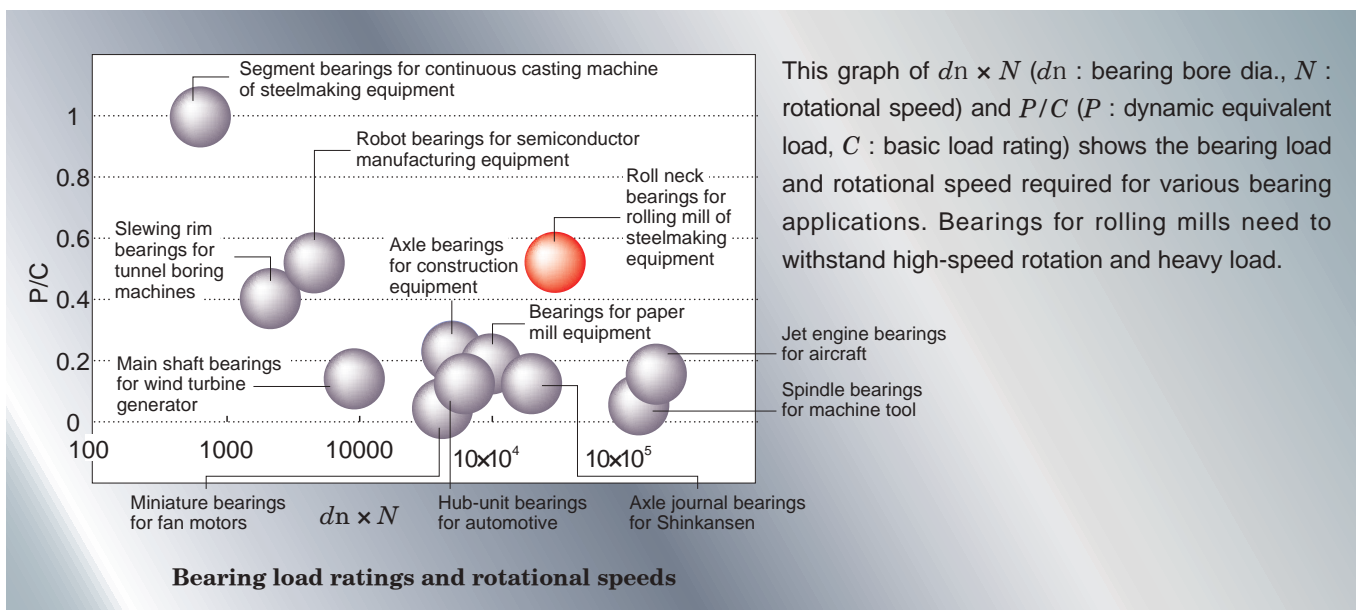 Segment bearings for continuous casting machine
of steelmaking equipment
Robot bearings for semiconductor
manufacturing equipment
Roll neck
bearings for
rolling mill of
steelmaking
equipment
Slewing rim
bearings for
tunnel boring
machines
Axle bearings
for construction
equipment
Bearings for paper
mill equipment
Main shaft bearings
for wind turbine
generator
Jet engine bearings
for aircraft
Spindle bearings
for machine tool
P/C
1
0.8
0.6
0.4
0.2
0
100 1000 10000 10×10⁴ 10×10⁵
Miniature bearings
for fan motors
dn × N
Hub-unit bearings
for automotive
Axle journal bearings
for Shinkansen
Bearing load ratings and rotational speeds
This graph of dn × N (dn : bearing bore dia., N :
rotational speed) and P/C (P : dynamic equivalent
load, C : basic load rating) shows the bearing load
and rotational speed required for various bearing
applications. Bearings for rolling mills need to
withstand high-speed rotation and heavy load.